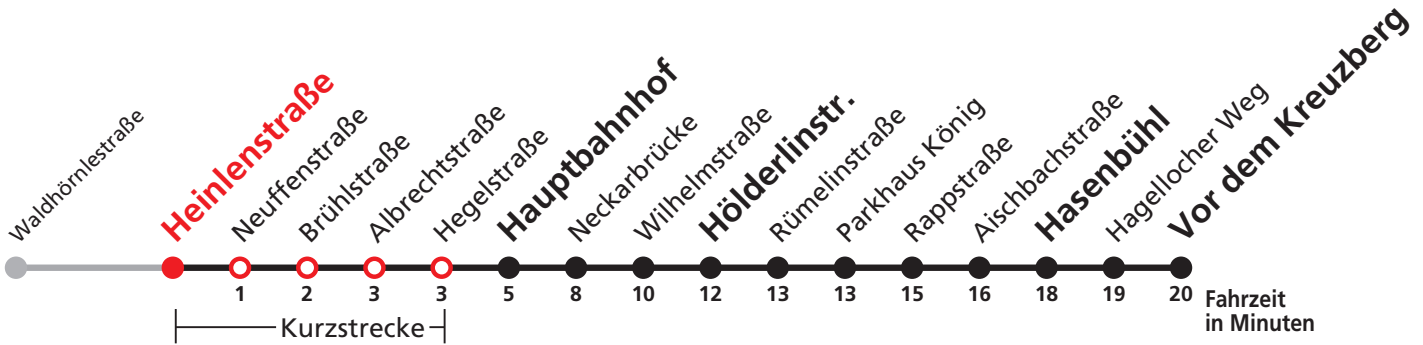 Waldhörnlestraße
Heinlenstraße
Neuffenstraße
Brühlstraße
Albrechtstraße
Hegelstraße
Hauptbahnhof
Neckarbrücke
Wilhelmstraße
Hölderlinstr.
Rümelinstraße
Parkhaus König
Rappstraße
Aischbachstraße
Hasenbühl
Hagellocher Weg
Vor dem Kreuzberg
1 2 3 3 5 8 10 12 13 13 15 16 18 19 20 Fahrzeit
in Minuten
Kurzstrecke